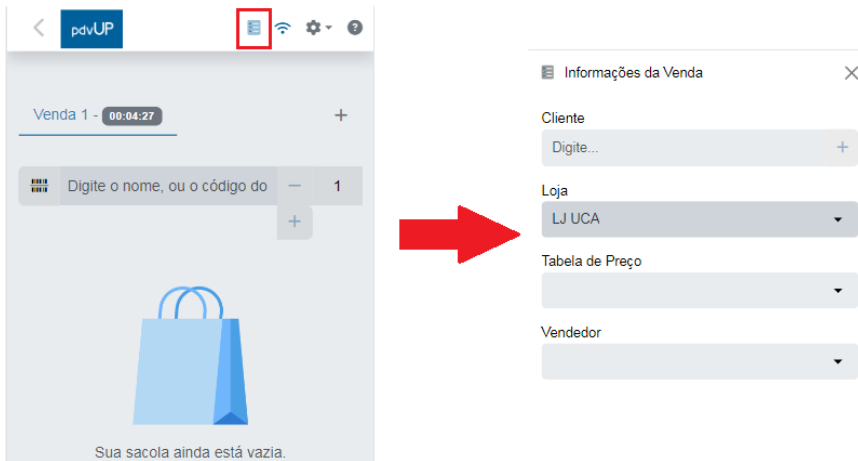 pdvUP
Venda 1 - 00:04:27
Digite o nome, ou o código do
1
Sua sacola ainda está vazia.
Informações da Venda
Cliente
Digite...
Loja
LJ UCA
Tabela de Preço
Vendedor